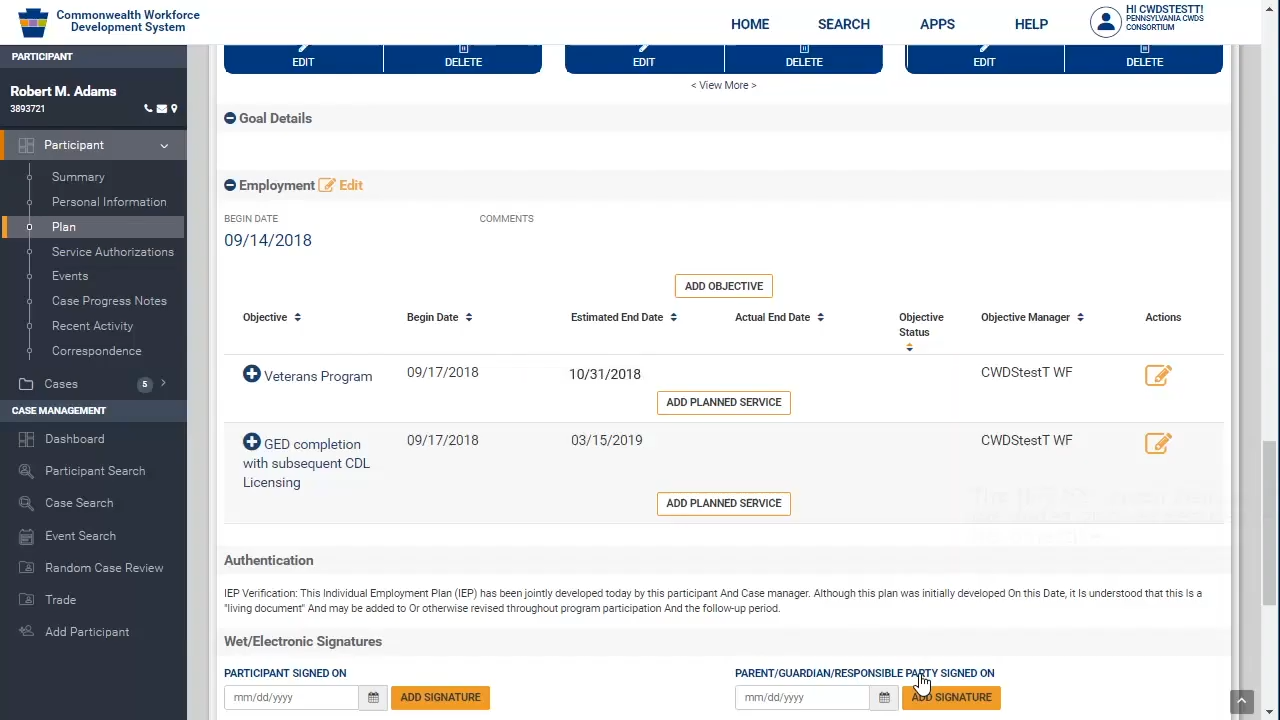 Commonwealth Workforce
Development System
HOME
SEARCH
APPS
HELP
HI CWDSTESTT!
PENNSYLVANIA CWDS
CONSORTIUM
PARTICIPANT
Robert M. Adams
3893721
Participant
Summary
Personal Information
Plan
Service Authorizations
Events
Case Progress Notes
Recent Activity
Correspondence
Cases 5
CASE MANAGEMENT
Dashboard
Participant Search
Case Search
Event Search
Random Case Review
Trade
Add Participant
EDIT DELETE EDIT DELETE EDIT DELETE
< View More >
Goal Details
Employment Edit
BEGIN DATE COMMENTS
09/14/2018
ADD OBJECTIVE
Objective Begin Date Estimated End Date Actual End Date Objective Status Objective Manager Actions
Veterans Program 09/17/2018 10/31/2018 CWDStestT WF
ADD PLANNED SERVICE
GED completion 09/17/2018 03/15/2019 CWDStestT WF
with subsequent CDL
Licensing
ADD PLANNED SERVICE
Authentication
IEP Verification: This Individual Employment Plan (IEP) has been jointly developed today by this participant And Case manager. Although this plan was initially developed On this Date, it Is understood that this Is a
"living document" And may be added to Or otherwise revised throughout program participation And the follow-up period.
Wet/Electronic Signatures
PARTICIPANT SIGNED ON PARENT/GUARDIAN/RESPONSIBLE PARTY SIGNED ON
mm/dd/yyyy ADD SIGNATURE mm/dd/yyyy ADD SIGNATURE